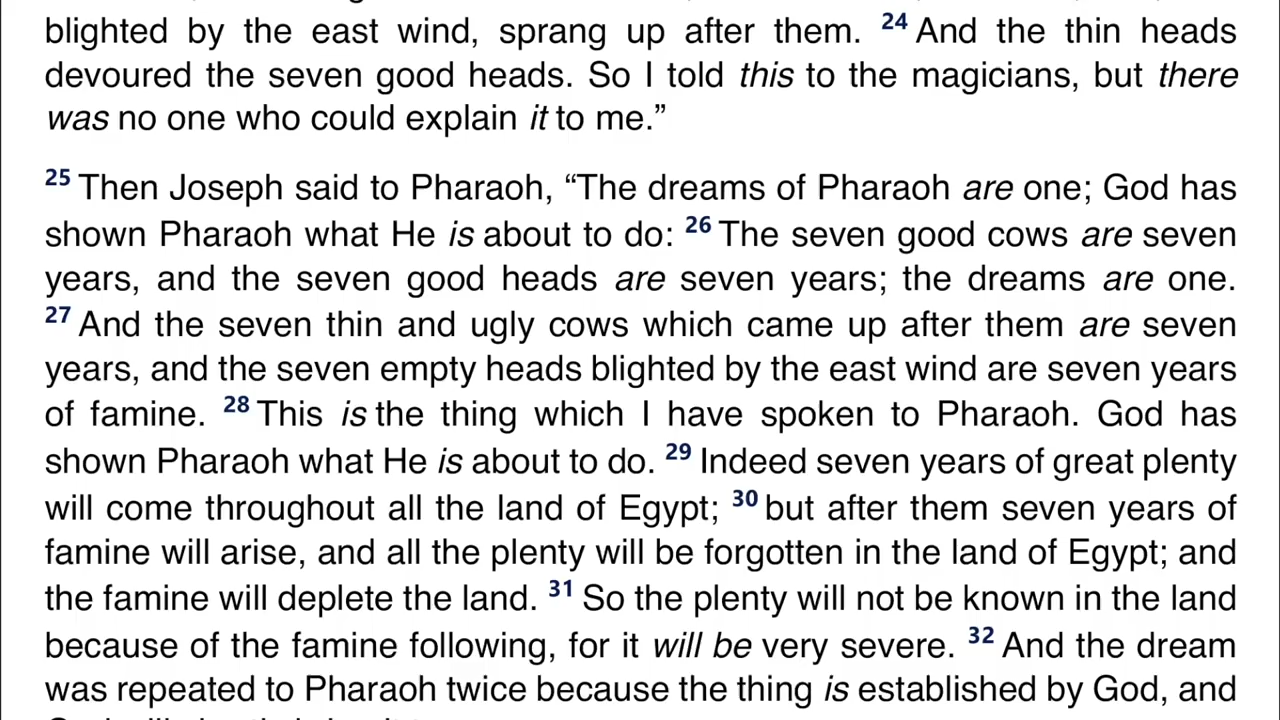 blighted by the east wind, sprang up after them. 24 And the thin heads
devoured the seven good heads. So I told this to the magicians, but there
was no one who could explain it to me.”
25 Then Joseph said to Pharaoh, “The dreams of Pharaoh are one; God has
shown Pharaoh what He is about to do: 26 The seven good cows are seven
years, and the seven good heads are seven years; the dreams are one.
27 And the seven thin and ugly cows which came up after them are seven
years, and the seven empty heads blighted by the east wind are seven years
of famine. 28 This is the thing which I have spoken to Pharaoh. God has
shown Pharaoh what He is about to do. 29 Indeed seven years of great plenty
will come throughout all the land of Egypt; 30 but after them seven years of
famine will arise, and all the plenty will be forgotten in the land of Egypt; and
the famine will deplete the land. 31 So the plenty will not be known in the land
because of the famine following, for it will be very severe. 32 And the dream
was repeated to Pharaoh twice because the thing is established by God, and